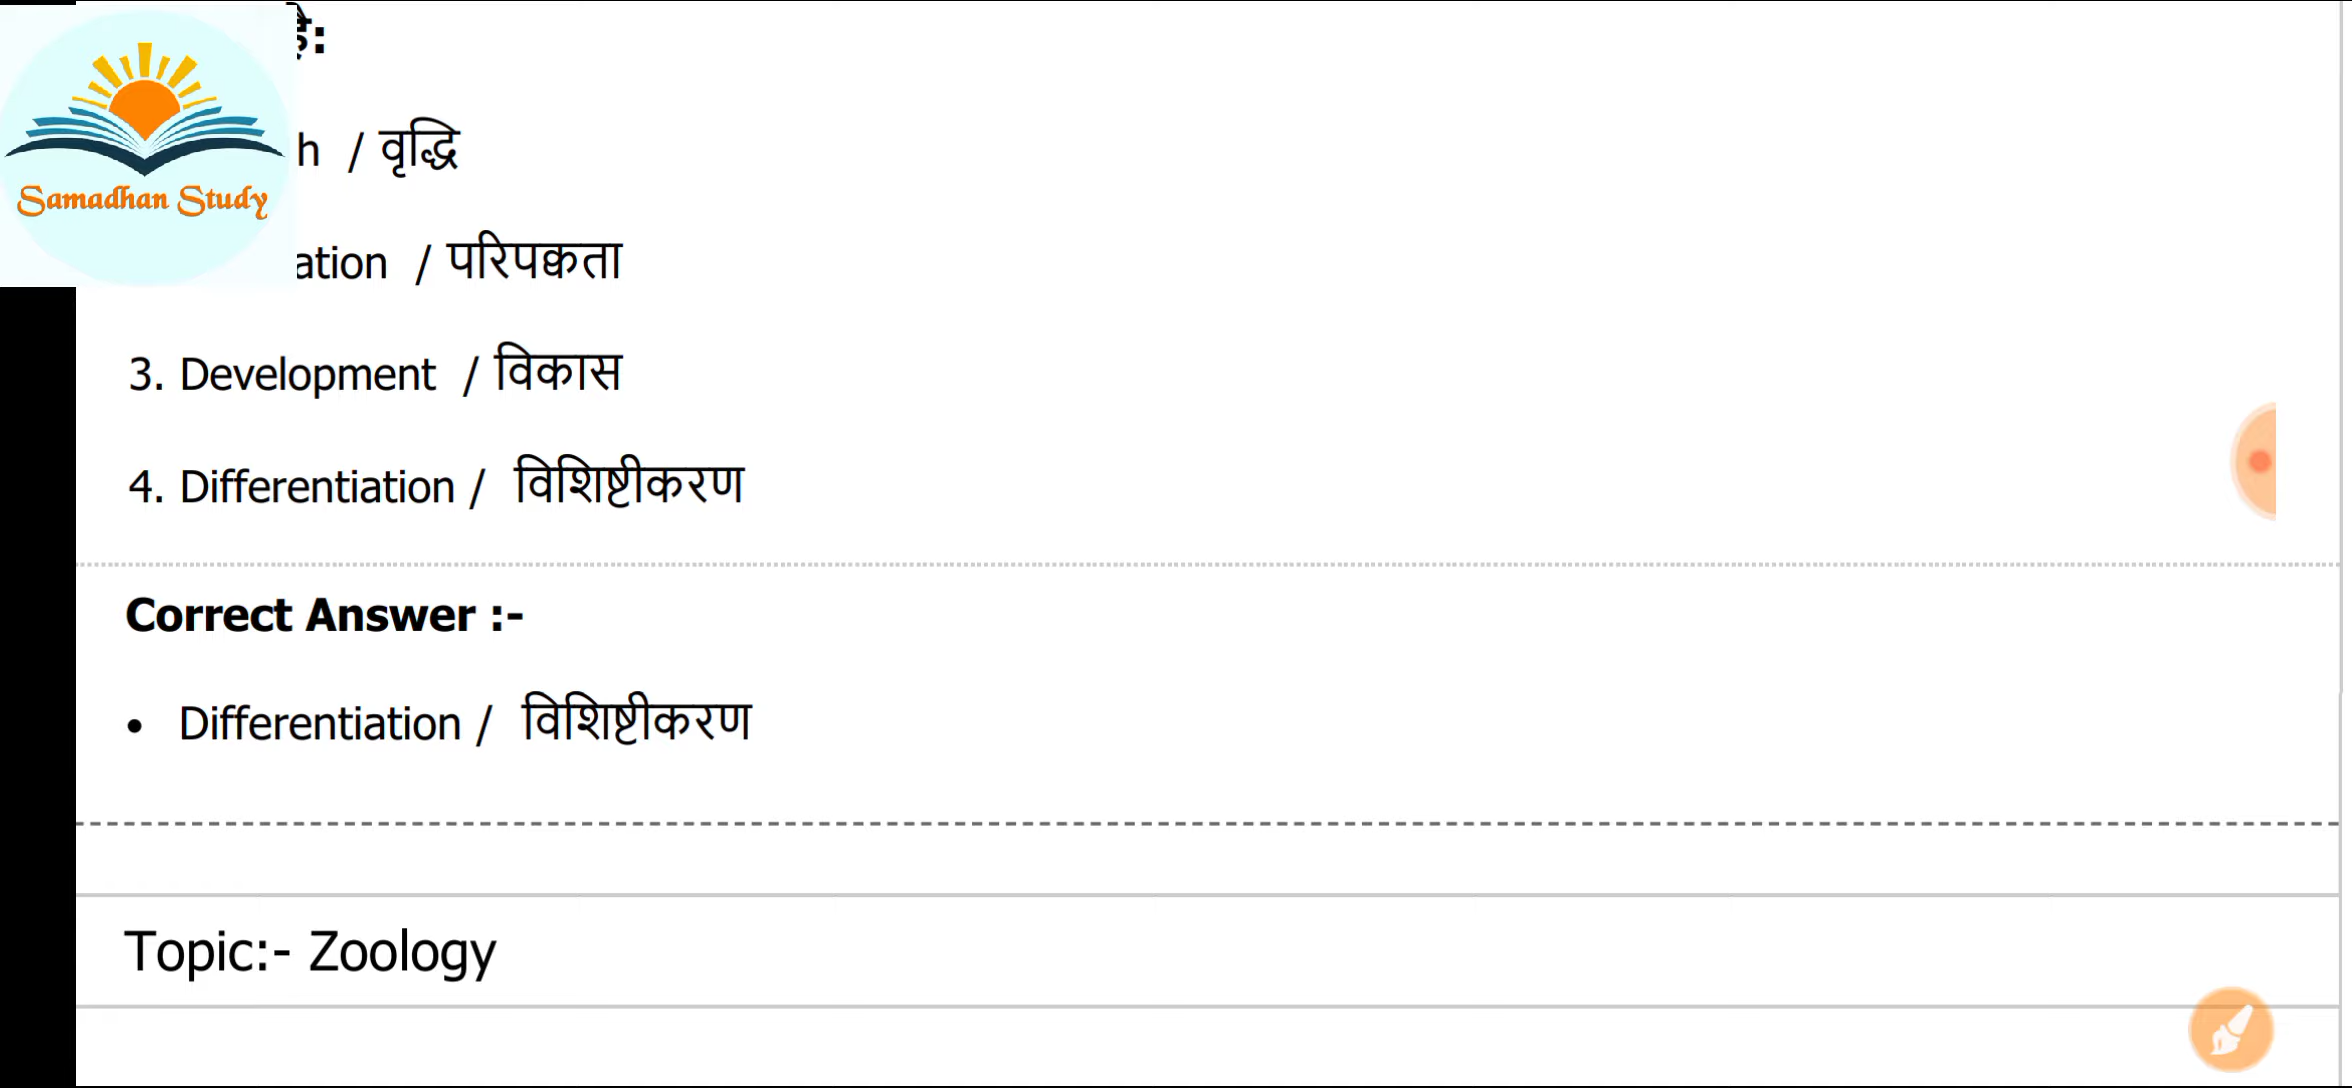 है:
Samadhan Study
h / वृद्धि
ation / परिपक्वता
3. Development / विकास
4. Differentiation / विशिष्टीकरण
Correct Answer :-
• Differentiation / विशिष्टीकरण
Topic:- Zoology